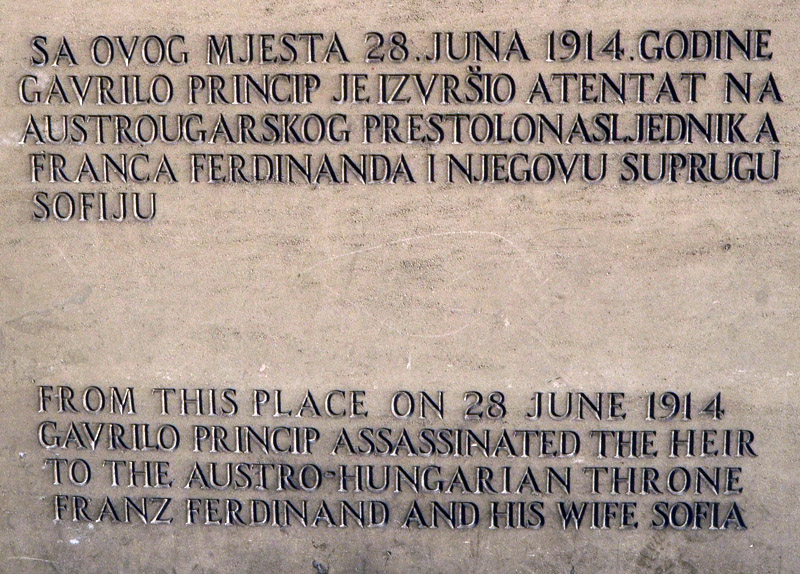 SA OVOG MJESTA 28.JUNA 1914.GODINE
GAVRILO PRINCIP JE IZVRŠIO ATENTAT NA
AUSTROUGARSKOG PRESTOLONASLJEDNIKA
FRANCA FERDINANDA I NJEGOVU SUPRUGU
SOFIJU
FROM THIS PLACE ON 28 JUNE 1914
GAVRILO PRINCIP ASSASSINATED THE HEIR
TO THE AUSTRO-HUNGARIAN THRONE
FRANZ FERDINAND AND HIS WIFE SOFIA